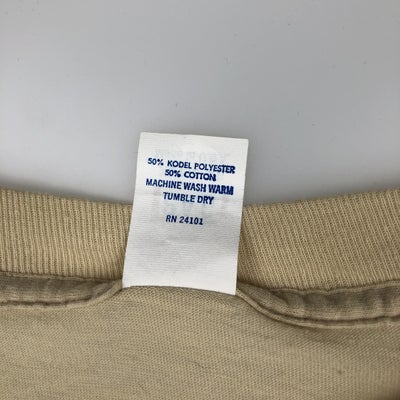 50% KODEL POLYESTER
50% COTTON
MACHINE WASH WARM
TUMBLE DRY
RN 24101